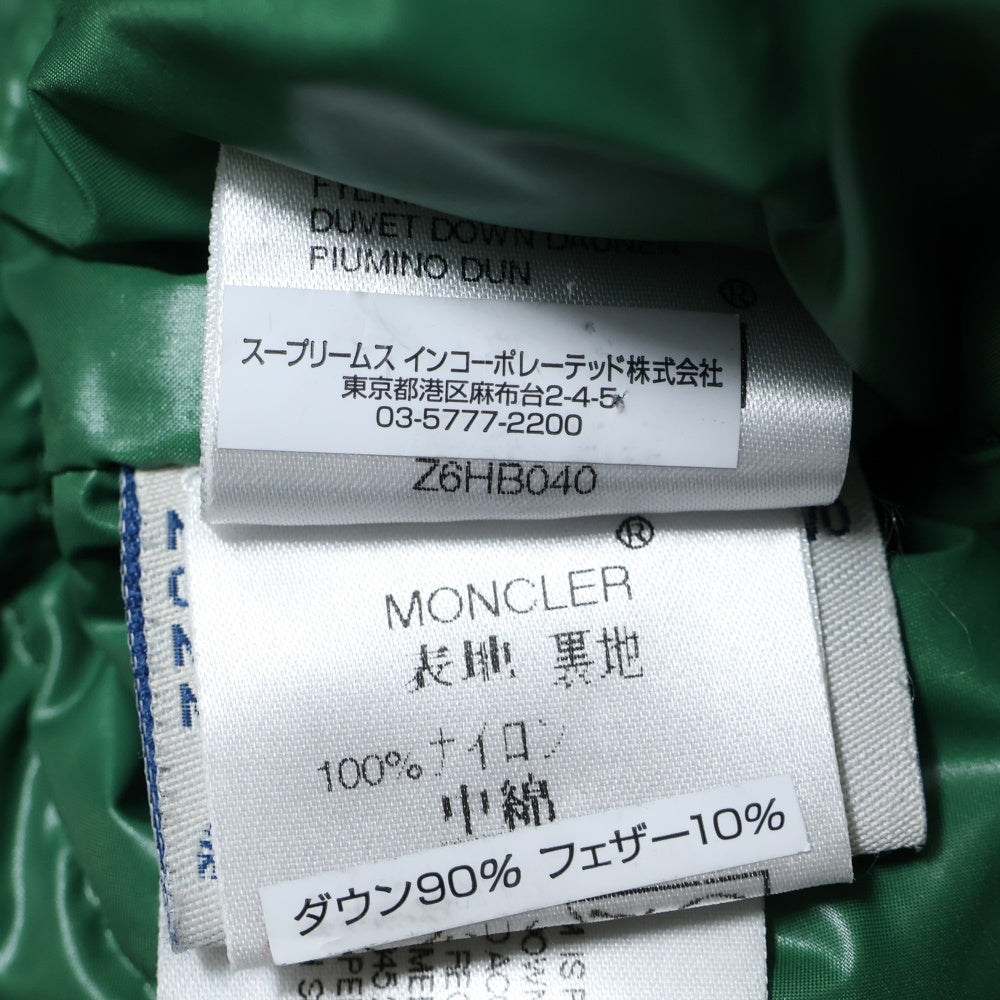 DUVET DOWN DAUNEN
PIUMINO DUN
®
スープリームス インコーポレーテッド株式会社
東京都港区麻布台2-4-5
03-5777-2200
Z6HB040
®
MONCLER
表地 裏地
100%ナイロン
中綿
ダウン90% フェザー10%